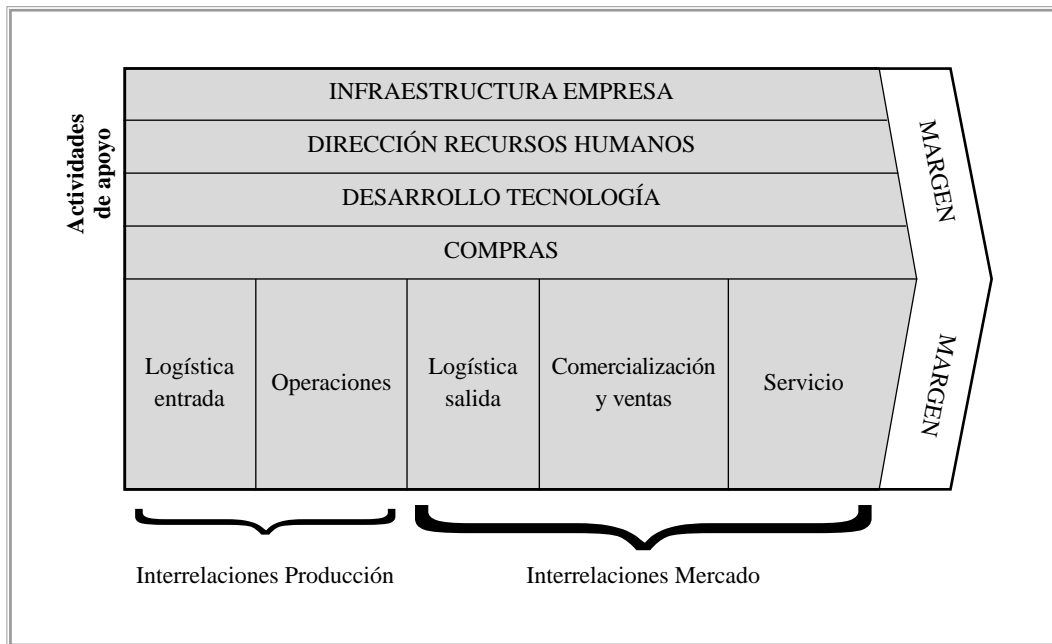 INFRAESTRUCTURA EMPRESA
DIRECCIÓN RECURSOS HUMANOS
DESARROLLO TECNOLOGÍA
COMPRAS
Actividades
de apoyo
MARGEN
MARGEN
Logística
entrada
Operaciones
Logística
salida
Comercialización
y ventas
Servicio
Interrelaciones Producción
Interrelaciones Mercado